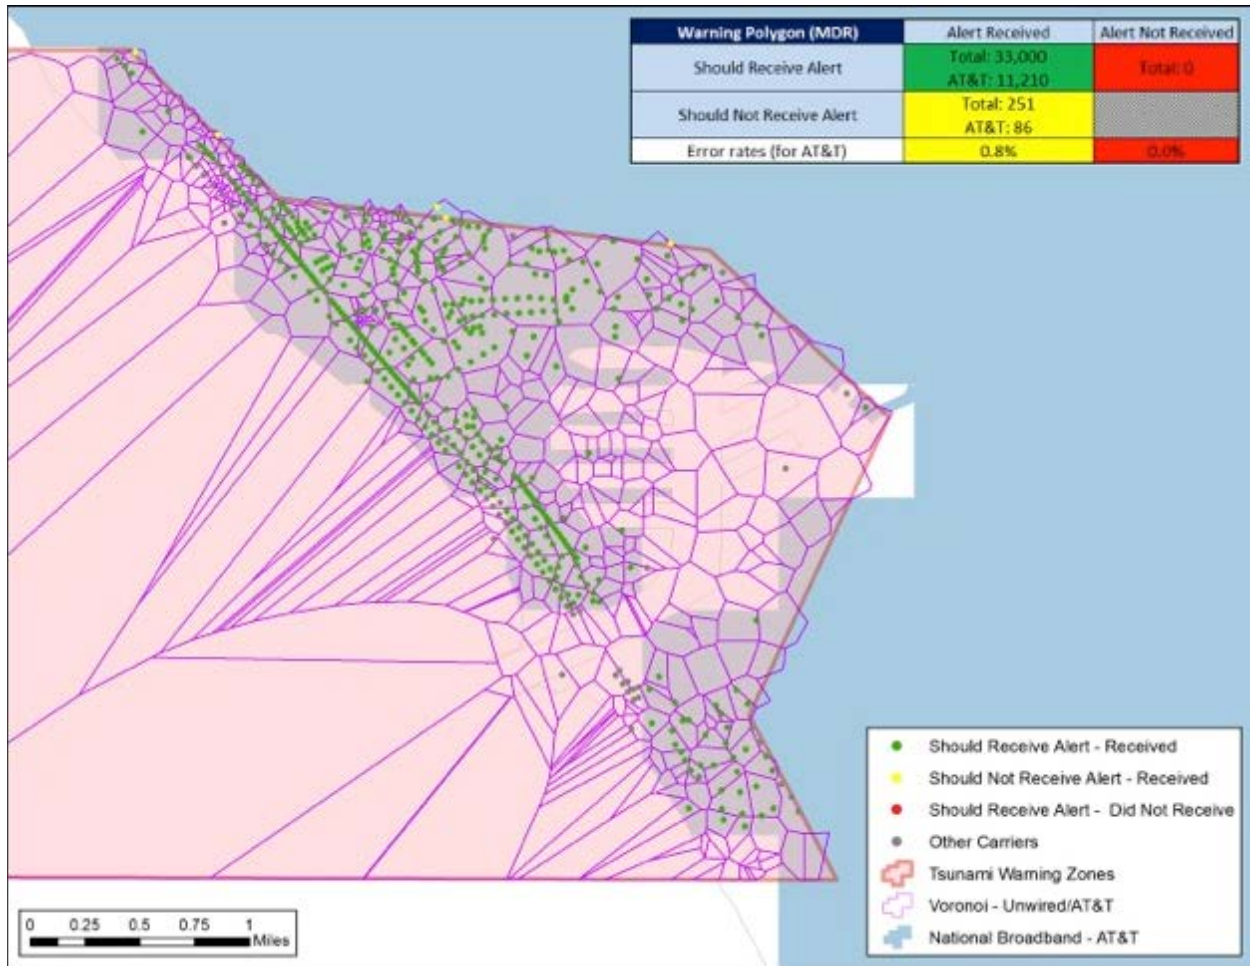 Warning Polygon (MDR) Alert Received Alert Not Received
Should Receive Alert Total: 33,000 Total: 0
AT&T: 11,210
Should Not Receive Alert Total: 251
AT&T: 86
Error rates (for AT&T) 0.8% 0.0%
Should Receive Alert - Received
Should Not Receive Alert - Received
Should Receive Alert - Did Not Receive
Other Carriers
Tsunami Warning Zones
Voronoi - Unwired/AT&T
National Broadband - AT&T
0 0.25 0.5 0.75 1
Miles